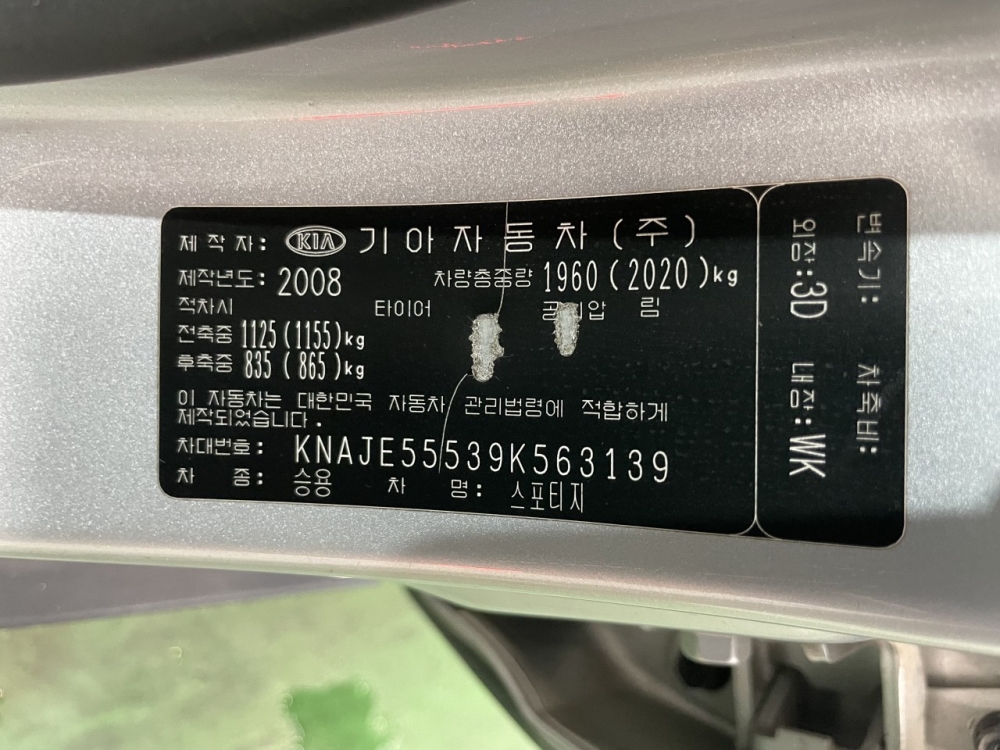 제 작 자: KIA 기 아 자 동 차 ( 주 )
제작년도: 2008 차량총중량 1960 ( 2020 ) kg
적차시 타이어 공기압 림
전축중 1125 (1155) kg
후축중 835 ( 865 ) kg
이 자동차는 대한민국 자동차 관리법령에 적합하게
제작되었습니다.
차대번호: KNAJE55539K563139
차 종: 승용 차 명: 스포티지
변속기: 차축비:
외장: 3D 내장: WK